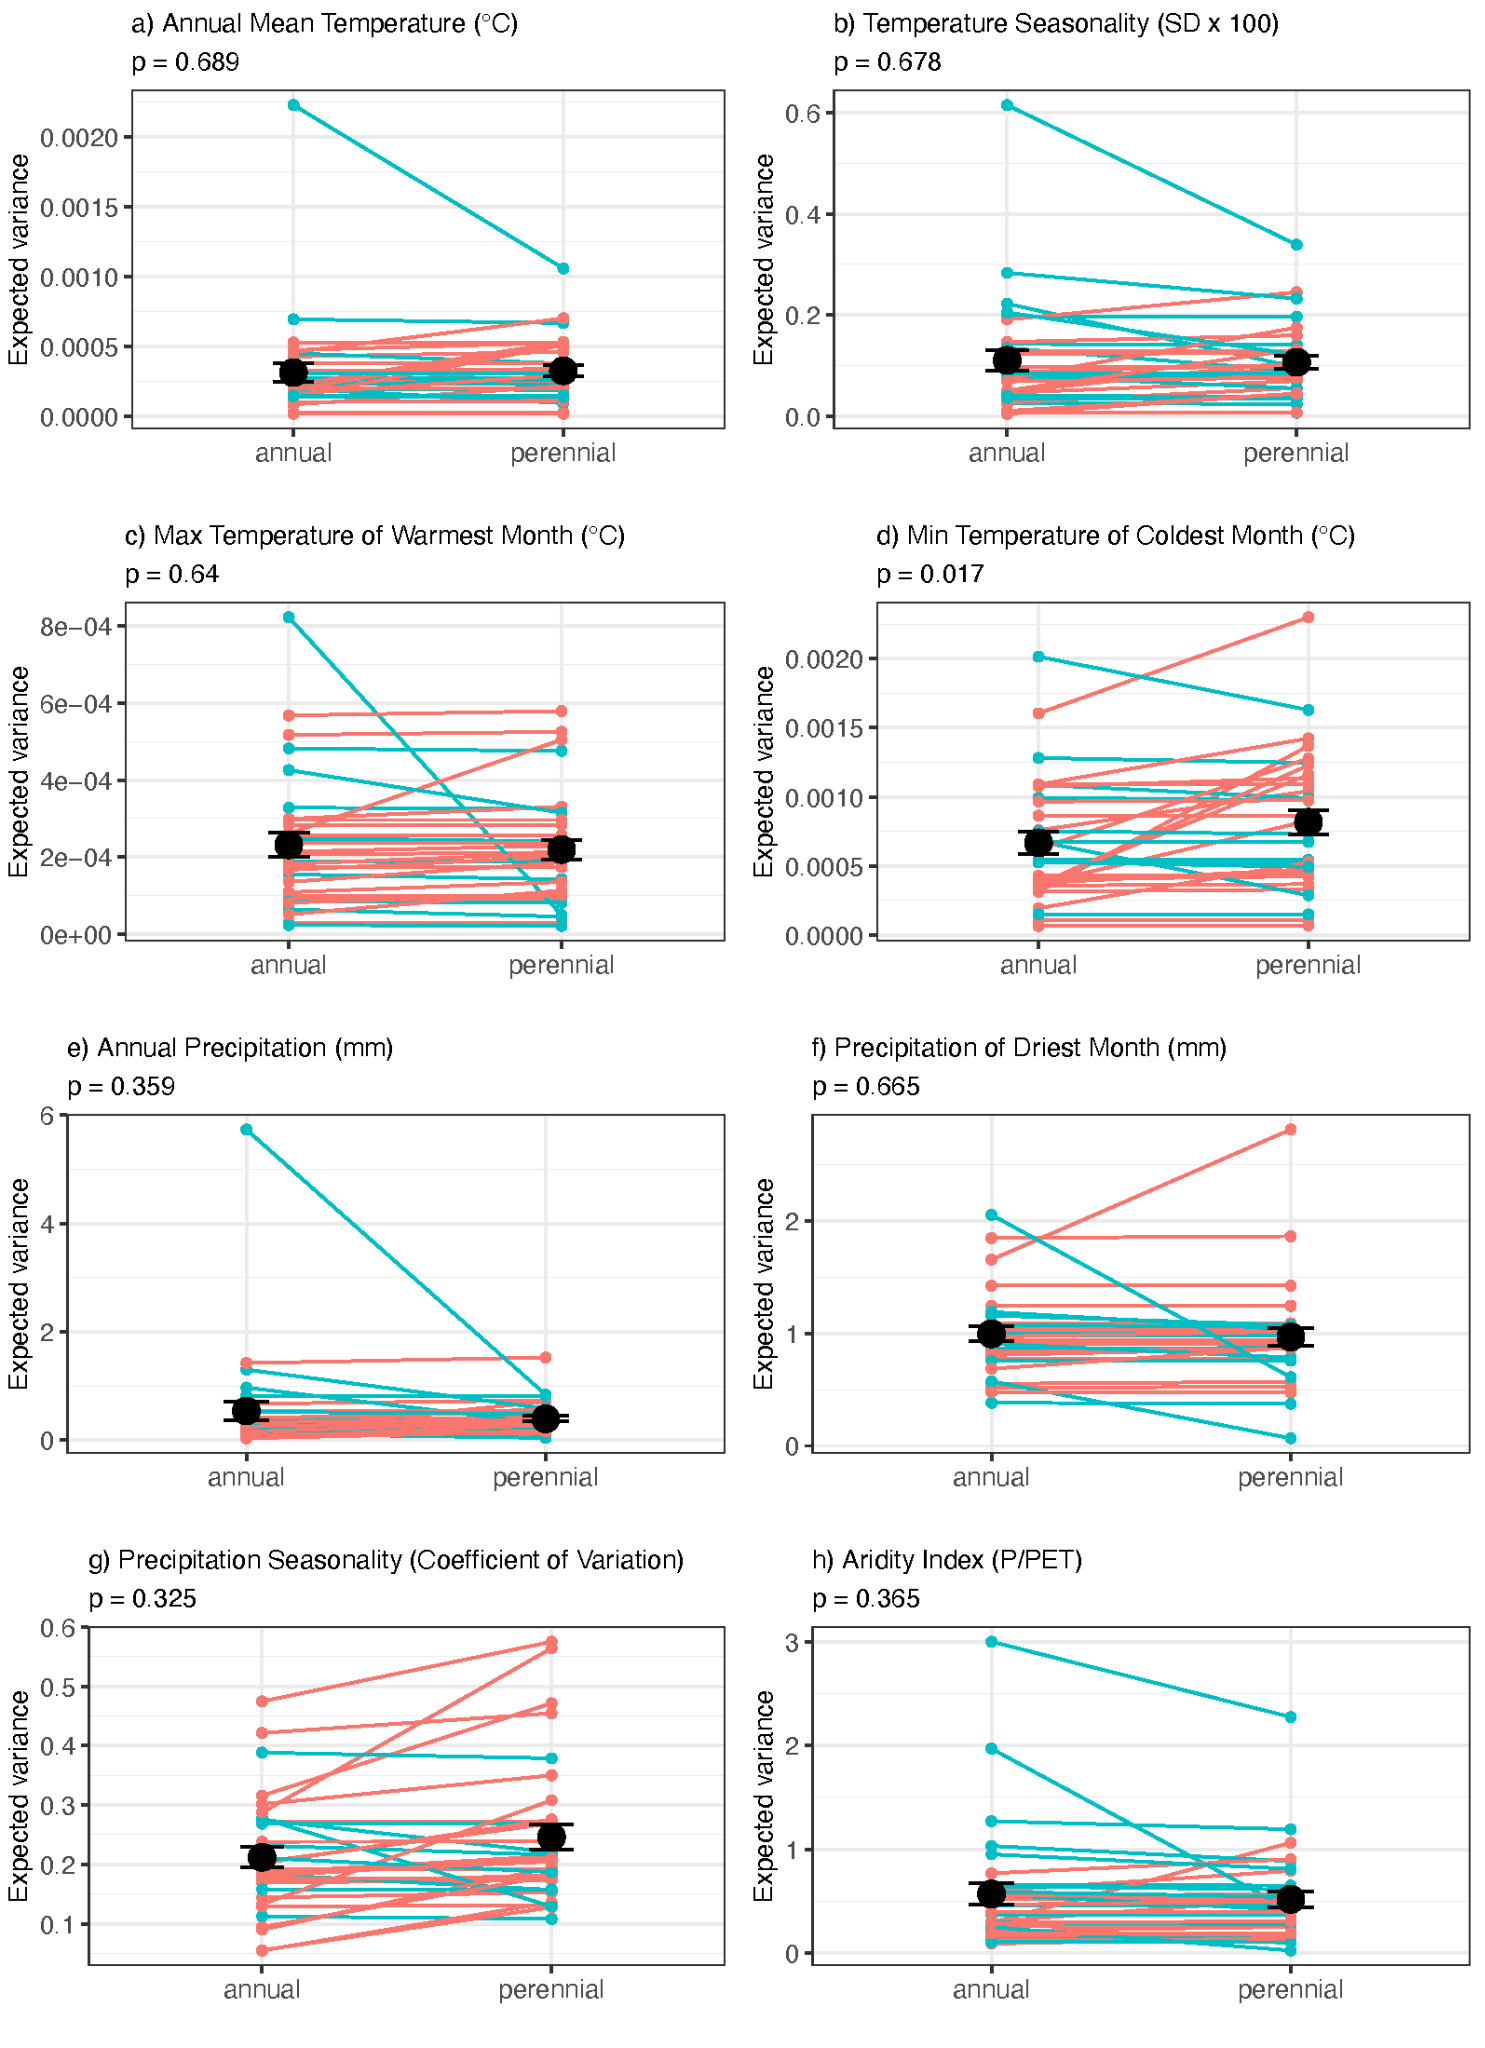 a) Annual Mean Temperature (°C)
p = 0.689
Expected variance
0.0020
0.0015
0.0010
0.0005
0.0000
annual perennial
b) Temperature Seasonality (SD x 100)
p = 0.678
Expected variance
0.6
0.4
0.2
0.0
annual perennial
c) Max Temperature of Warmest Month (°C)
p = 0.64
Expected variance
8e−04
6e−04
4e−04
2e−04
0e+00
annual perennial
d) Min Temperature of Coldest Month (°C)
p = 0.017
Expected variance
0.0020
0.0015
0.0010
0.0005
0.0000
annual perennial
e) Annual Precipitation (mm)
p = 0.359
Expected variance
6
4
2
0
annual perennial
f) Precipitation of Driest Month (mm)
p = 0.665
Expected variance
2
1
0
annual perennial
g) Precipitation Seasonality (Coefficient of Variation)
p = 0.325
Expected variance
0.6
0.5
0.4
0.3
0.2
0.1
annual perennial
h) Aridity Index (P/PET)
p = 0.365
Expected variance
3
2
1
0
annual perennial